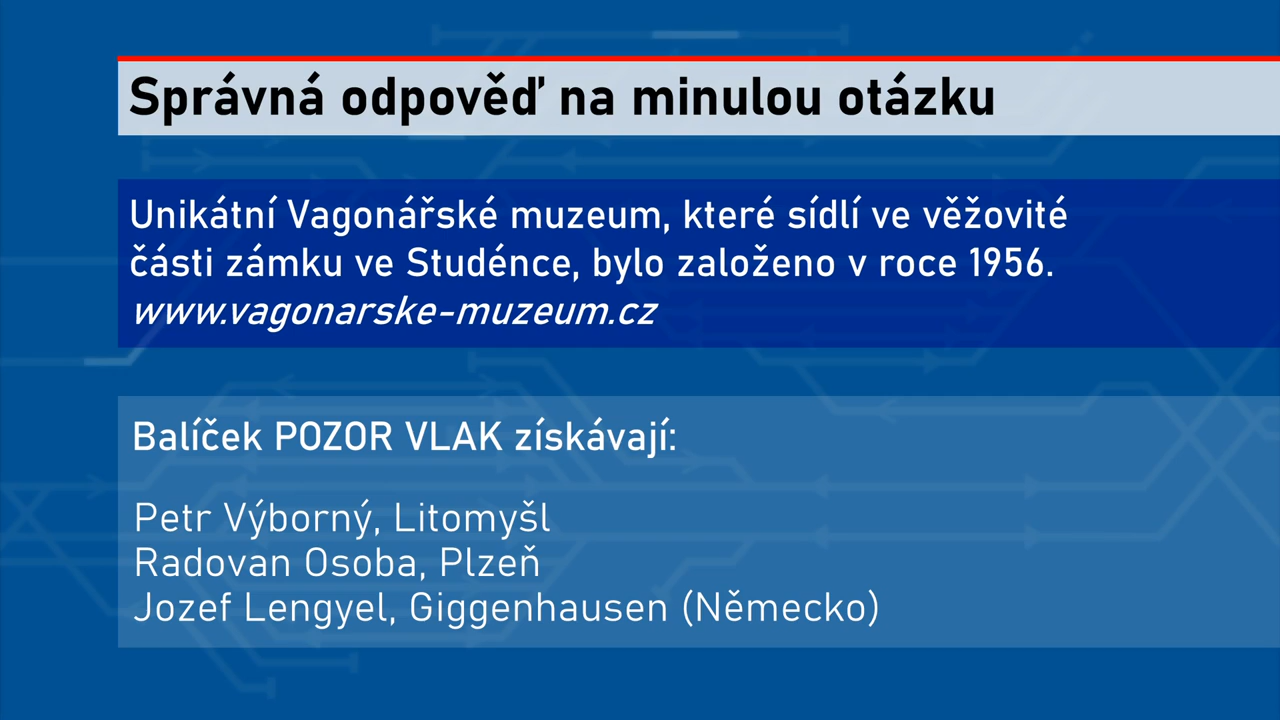 Správná odpověď na minulou otázku
Unikátní Vagonářské muzeum, které sídlí ve věžovité
části zámku ve Studénce, bylo založeno v roce 1956.
www.vagonarske-muzeum.cz
Balíček POZOR VLAK získávají:
Petr Výborný, Litomyšl
Radovan Osoba, Plzeň
Jozef Lengyel, Giggenhausen (Německo)